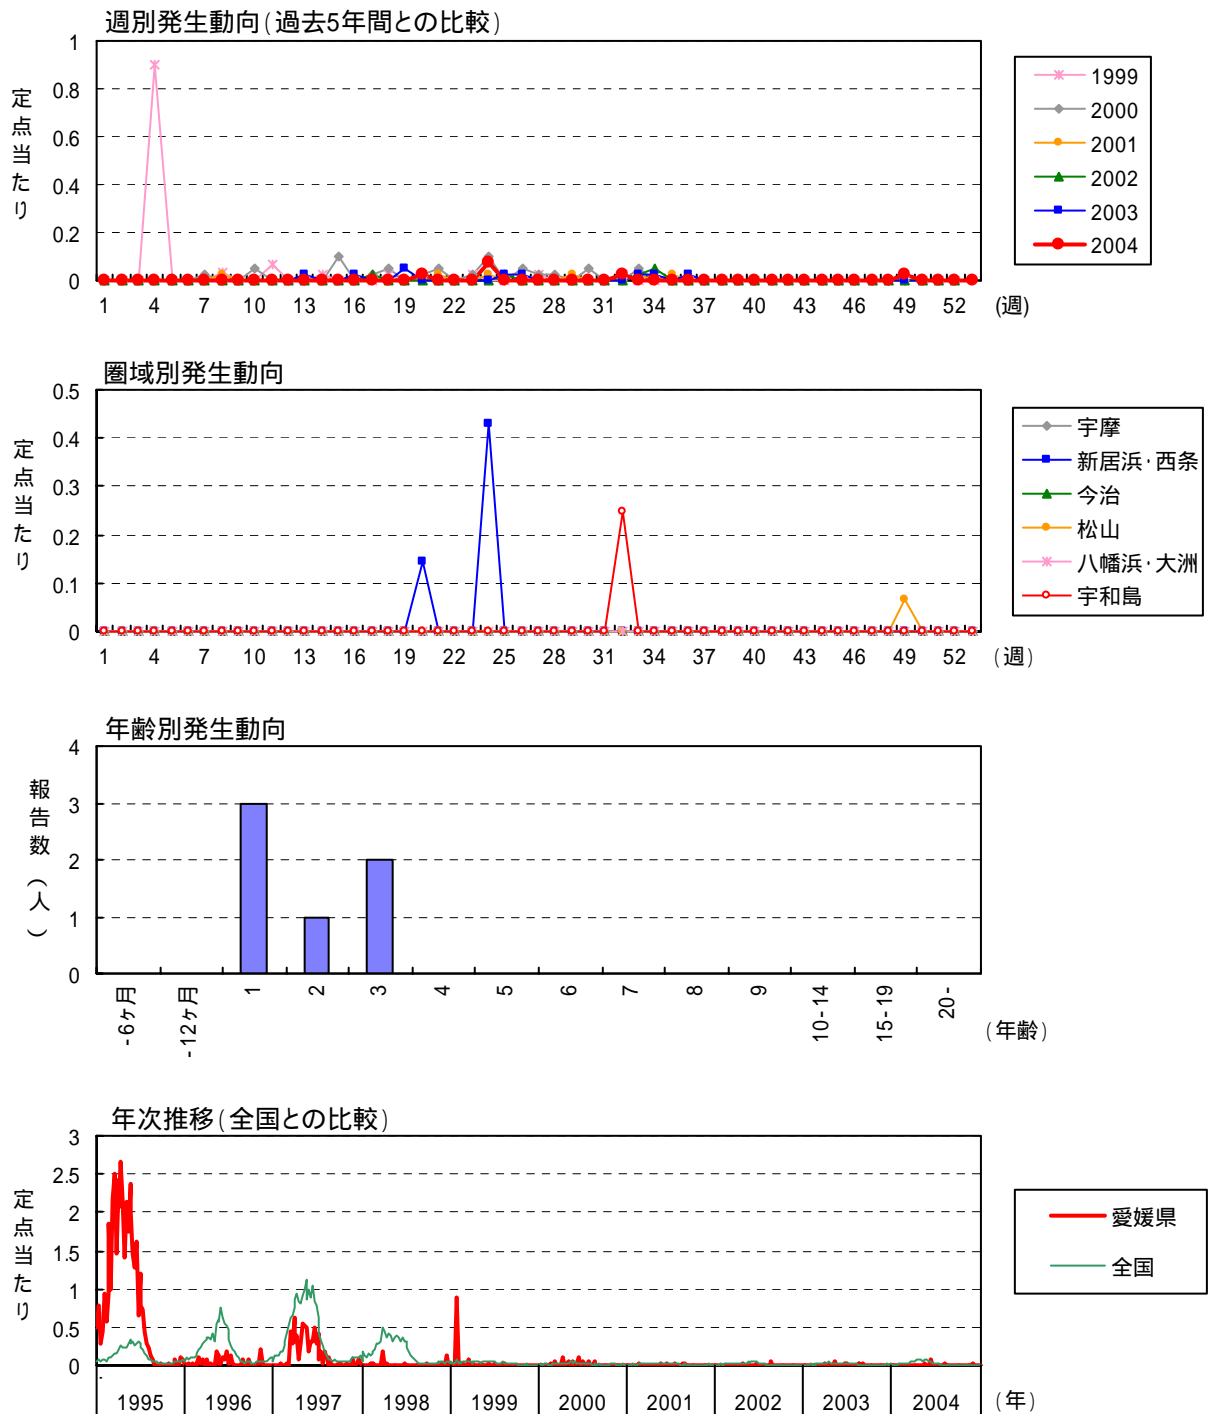 週別発生動向(過去5年間との比較)
定点当たり
1
0.8
0.6
0.4
0.2
0
1 4 7 10 13 16 19 22 25 28 31 34 37 40 43 46 49 52 (週)
1999
2000
2001
2002
2003
2004
圏域別発生動向
定点当たり
0.5
0.4
0.3
0.2
0.1
0
1 4 7 10 13 16 19 22 25 28 31 34 37 40 43 46 49 52 (週)
宇摩
新居浜・西条
今治
松山
八幡浜・大洲
宇和島
年齢別発生動向
報告数(人)
4
3
2
1
0
-6ヶ月 -12ヶ月 1 2 3 4 5 6 7 8 9 10-14 15-19 20- (年齢)
年次推移(全国との比較)
定点当たり
3
2.5
2
1.5
1
0.5
0
1995 1996 1997 1998 1999 2000 2001 2002 2003 2004 (年)
愛媛県
全国